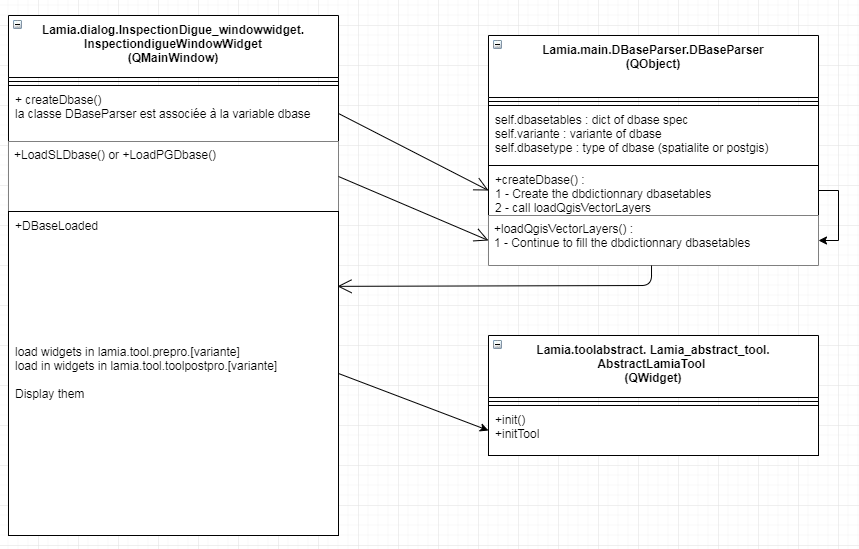 Lamia.dialog.InspectionDigue_windowwidget.
InspectiondigueWindowWidget
(QMainWindow)
+ createDbase()
la classe DBaseParser est associée à la variable dbase
+LoadSLDbase() or +LoadPGDbase()
+DBaseLoaded
load widgets in lamia.tool.prepro.[variante]
load in widgets in lamia.tool.toolpostpro.[variante]
Display them
Lamia.main.DBaseParser.DBaseParser
(QObject)
self.dbasetables : dict of dbase spec
self.variante : variante of dbase
self.dbasetype : type of dbase (spatialite or postgis)
+createDbase() :
1 - Create the dbdictionnary dbasetables
2 - call loadQgisVectorLayers
+loadQgisVectorLayers() :
1 - Continue to fill the dbdictionnary dbasetables
Lamia.toolabstract. Lamia_abstract_tool.
AbstractLamiaTool
(QWidget)
+init()
+initTool